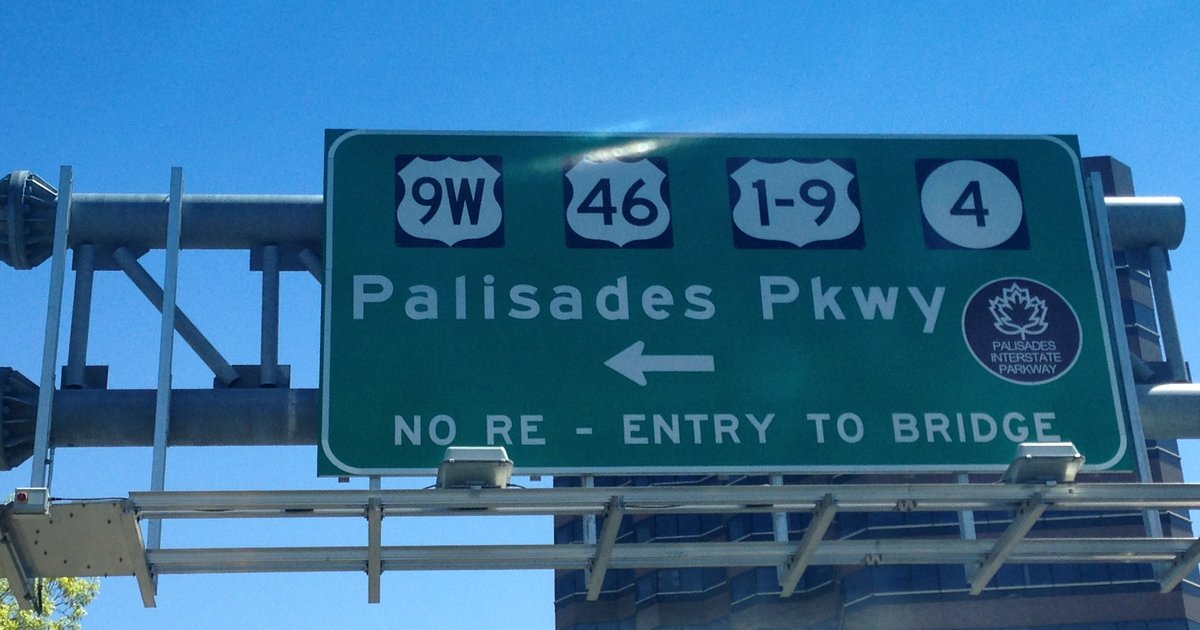 9W 46 1-9 4
Palisades Pkwy
PALISADES
INTERSTATE
PARKWAY
NO RE - ENTRY TO BRIDGE